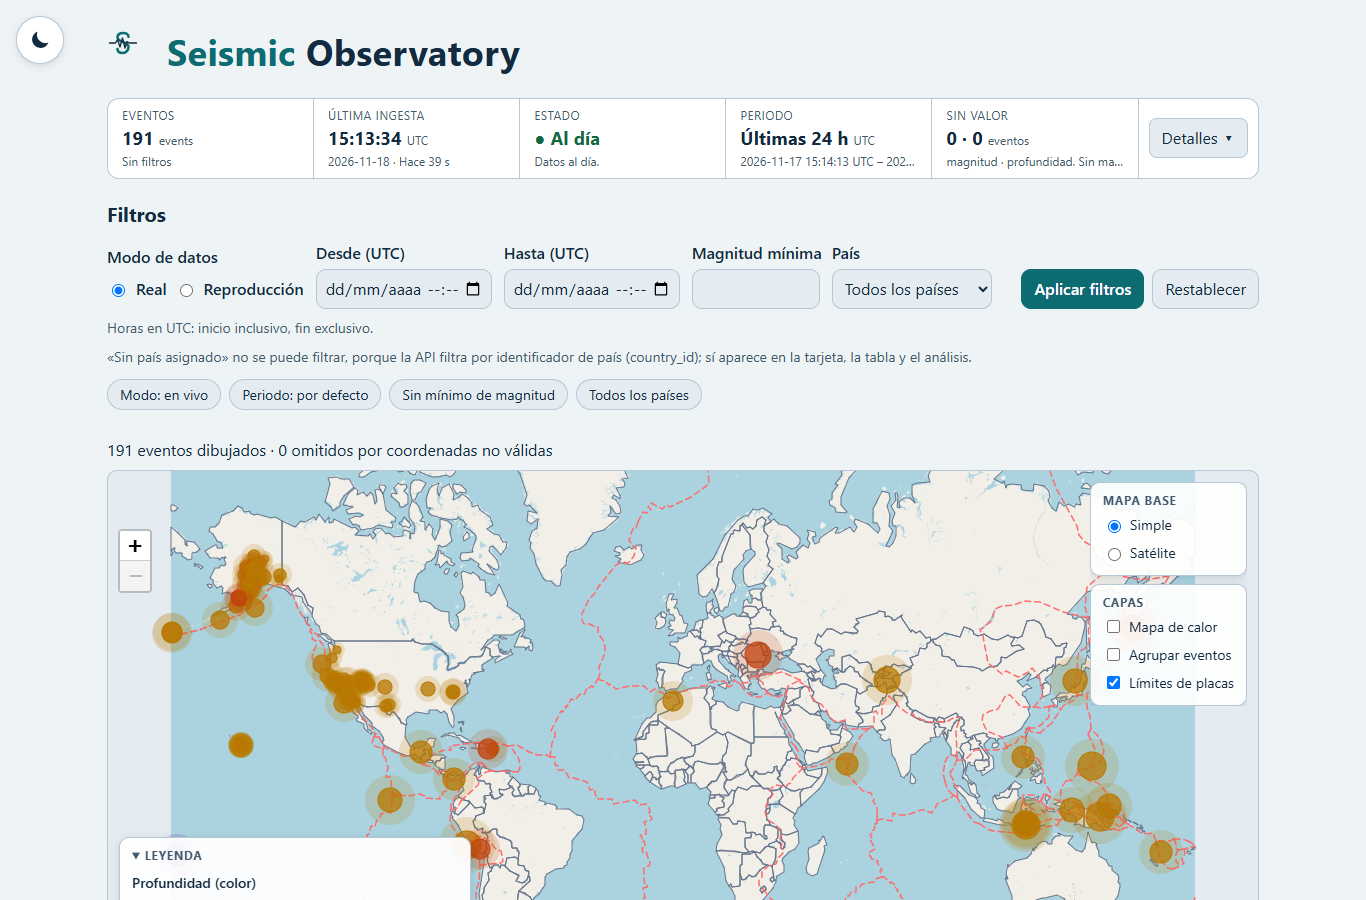 Seismic Observatory
EVENTOS
191 events
Sin filtros
ÚLTIMA INGESTA
15:13:34 UTC
2026-11-18 · Hace 39 s
ESTADO
● Al día
Datos al día.
PERIODO
Últimas 24 h UTC
2026-11-17 15:14:13 UTC – 202...
SIN VALOR
0 · 0 eventos
magnitud · profundidad. Sin ma...
Detalles ▼
Filtros
Modo de datos
Real
Reproducción
Desde (UTC)
dd/mm/aaaa --:--
Hasta (UTC)
dd/mm/aaaa --:--
Magnitud mínima
País
Todos los países
Aplicar filtros
Restablecer
Horas en UTC: inicio inclusivo, fin exclusivo.
«Sin país asignado» no se puede filtrar, porque la API filtra por identificador de país (country_id); sí aparece en la tarjeta, la tabla y el análisis.
Modo: en vivo
Periodo: por defecto
Sin mínimo de magnitud
Todos los países
191 eventos dibujados · 0 omitidos por coordenadas no válidas
+
−
MAPA BASE
Simple
Satélite
CAPAS
Mapa de calor
Agrupar eventos
Límites de placas
▼ LEYENDA
Profundidad (color)